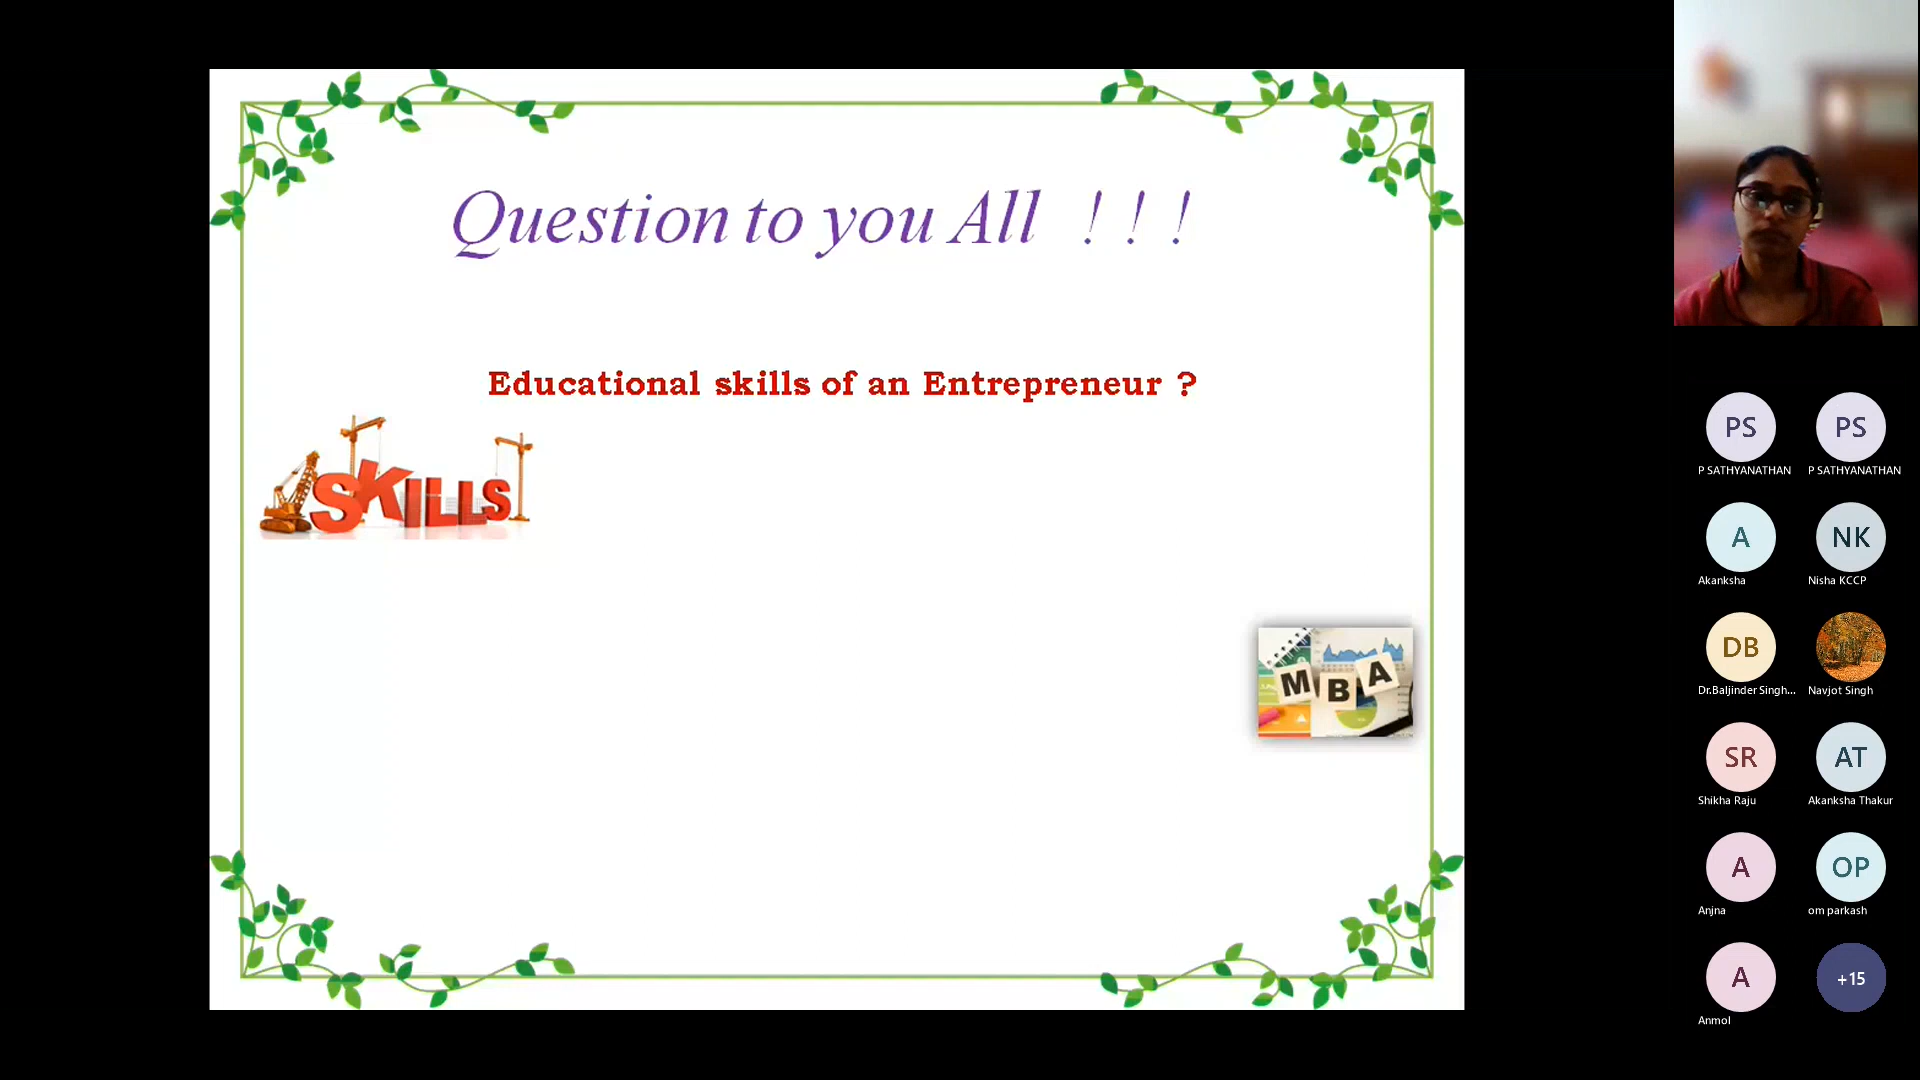 Question to you All ! ! !
Educational skills of an Entrepreneur ?
SKILLS
MBA
PS
PS
P SATHYANATHAN
P SATHYANATHAN
A
NK
Akanksha
Nisha KCCP
DB
Dr.Baljinder Singh...
Navjot Singh
SR
AT
Shikha Raju
Akanksha Thakur
A
OP
Anjna
om parkash
A
+15
Anmol